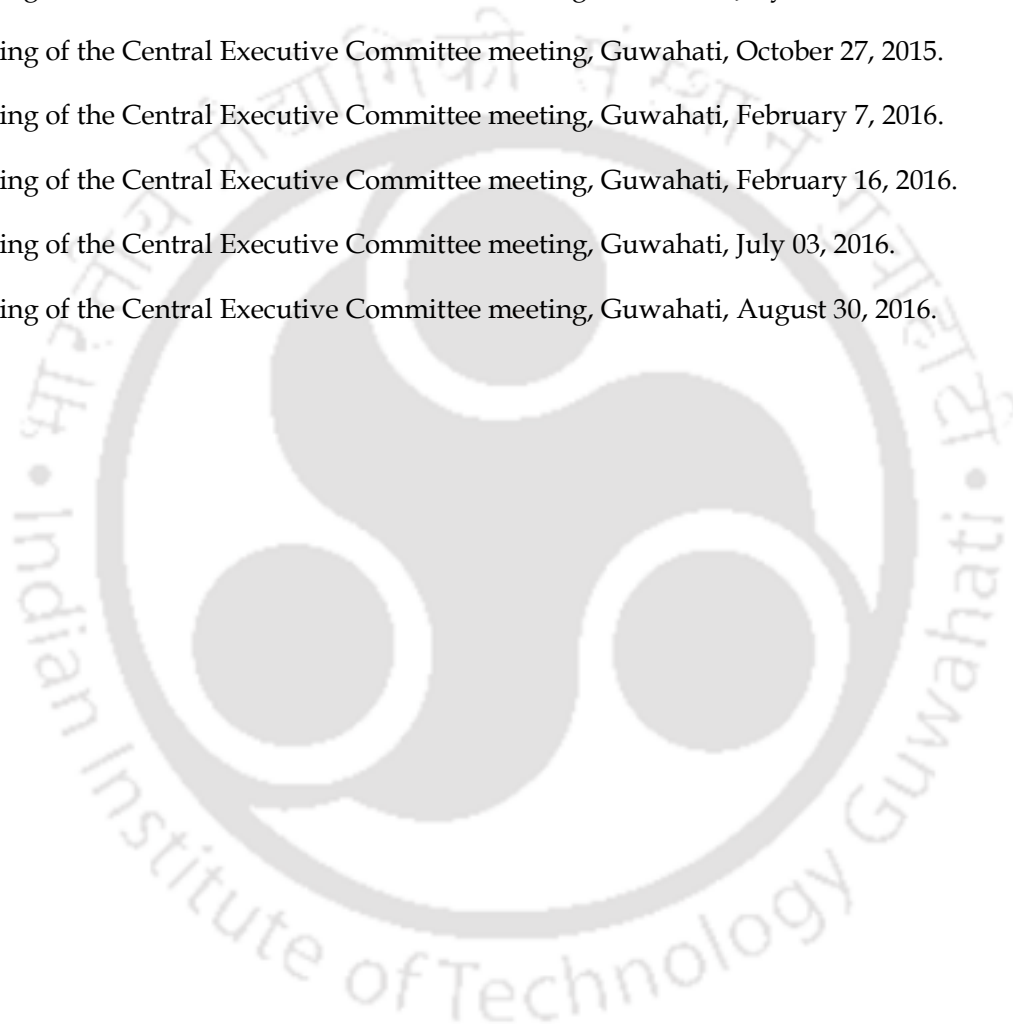 ing of the Central Executive Committee meeting, Guwahati, October 27, 2015.
ing of the Central Executive Committee meeting, Guwahati, February 7, 2016.
ing of the Central Executive Committee meeting, Guwahati, February 16, 2016.
ing of the Central Executive Committee meeting, Guwahati, July 03, 2016.
ing of the Central Executive Committee meeting, Guwahati, August 30, 2016.
भारतीय प्रौद्योगिकी संस्थान गुवाहाटी
Indian Institute of Technology Guwahati